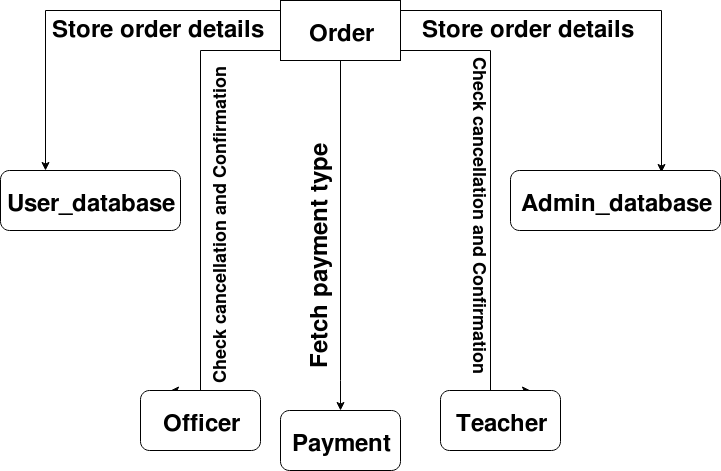 Order
Store order details
Store order details
Check cancellation and Confirmation
Fetch payment type
Check cancellation and Confirmation
User_database
Admin_database
Officer
Payment
Teacher